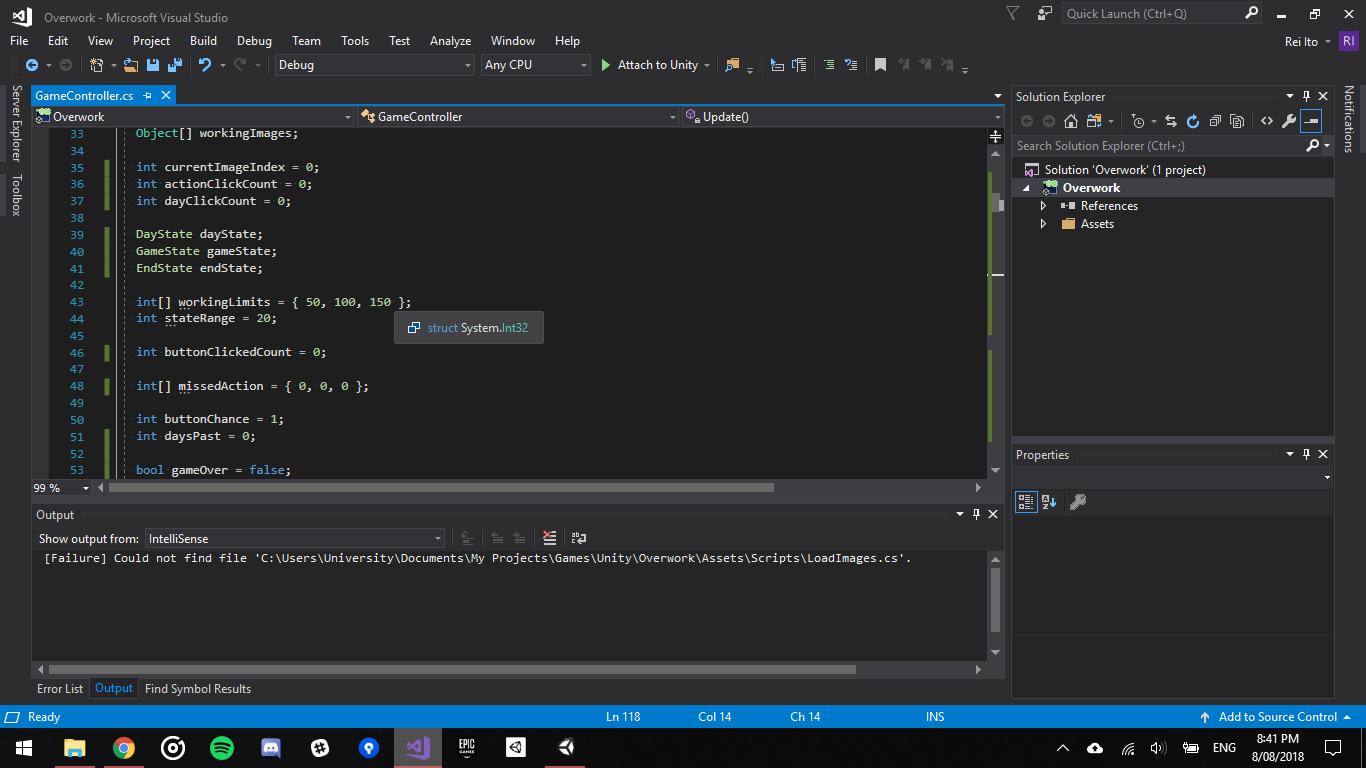 Overwork - Microsoft Visual Studio
Quick Launch (Ctrl+Q)
File Edit View Project Build Debug Team Tools Test Analyze Window Help
Rei Ito RI
Debug Any CPU Attach to Unity
Server Explorer
Toolbox
GameController.cs
Overwork GameController Update()
33 Object[] workingImages;
34
35 int currentImageIndex = 0;
36 int actionClickCount = 0;
37 int dayClickCount = 0;
38
39 DayState dayState;
40 GameState gameState;
41 EndState endState;
42
43 int[] workingLimits = { 50, 100, 150 };
44 int stateRange = 20;
struct System.Int32
45
46 int buttonClickedCount = 0;
47
48 int[] missedAction = { 0, 0, 0 };
49
50 int buttonChance = 1;
51 int daysPast = 0;
52
53 bool gameOver = false;
99 %
Output
Show output from: IntelliSense
[Failure] Could not find file 'C:\Users\University\Documents\My Projects\Games\Unity\Overwork\Assets\Scripts\LoadImages.cs'.
Error List Output Find Symbol Results
Solution Explorer
Search Solution Explorer (Ctrl+;)
Solution 'Overwork' (1 project)
Overwork
References
Assets
Properties
Notifications
Ready Ln 118 Col 14 Ch 14 INS Add to Source Control
EPIC GAMES
ENG
8:41 PM
8/08/2018